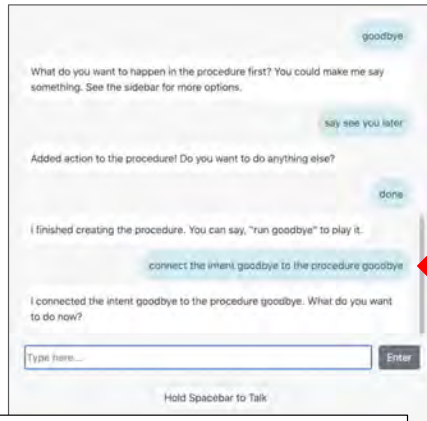 goodbye
What do you want to happen in the procedure first? You could make me say
something. See the sidebar for more options.
say see you later
Added action to the procedure! Do you want to do anything else?
done
I finished creating the procedure. You can say, "run goodbye" to play it.
connect the intent goodbye to the procedure goodbye
I connected the intent goodbye to the procedure goodbye. What do you want
to do now?
Type here...
Enter
Hold Spacebar to Talk